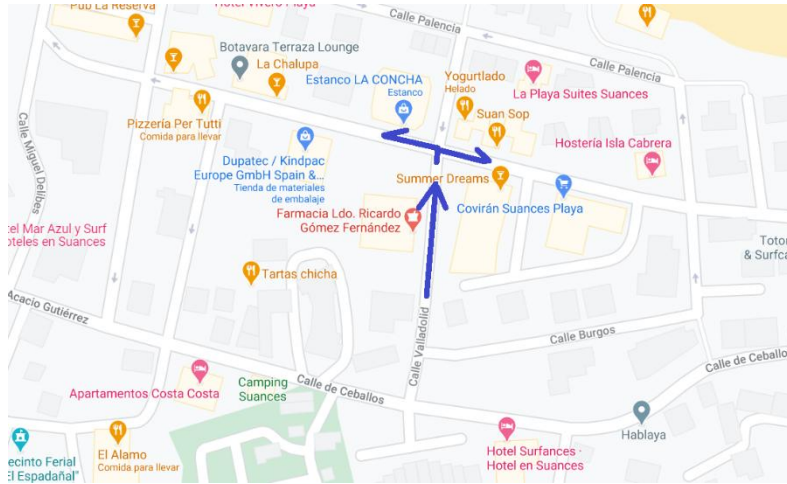 Pub La Reserva
Hotel Vivero Playa
Calle Palencia
Botavara Terraza Lounge
La Chalupa
Estanco LA CONCHA
Estanco
Yogurtlado
Helado
Calle Palencia
La Playa Suites Suances
Suan Sop
Pizzería Per Tutti
Comida para llevar
Calle Miguel Delibes
Dupatec / Kindpac
Europe GmbH Spain &...
Tienda de materiales
de embalaje
Hostería Isla Cabrera
Summer Dreams
Covirán Suances Playa
Farmacia Ldo. Ricardo
Gómez Fernández
tel Mar Azul y Surf
oteles en Suances
Toto
& Surfca
Tartas chicha
Acacio Gutiérrez
Calle Valladolid
Calle Burgos
Calle de Ceballos
Apartamentos Costa Costa
Camping
Suances
Calle de Ceballos
Hablaya
El Alamo
Comida para llevar
ecinto Ferial
"El Espadañal"
Hotel Surfances ·
Hotel en Suances